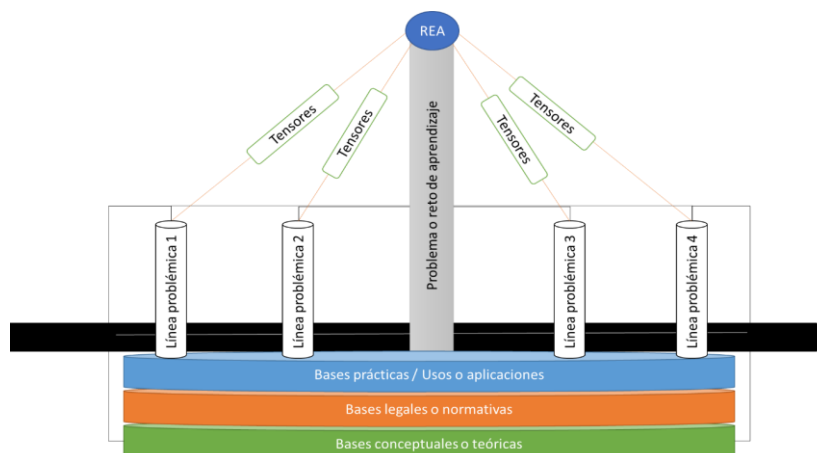 REA
Tensores
Tensores
Tensores
Tensores
Línea problémica 1
Línea problémica 2
Problema o reto de aprendizaje
Línea problémica 3
Línea problémica 4
Bases prácticas / Usos o aplicaciones
Bases legales o normativas
Bases conceptuales o teóricas